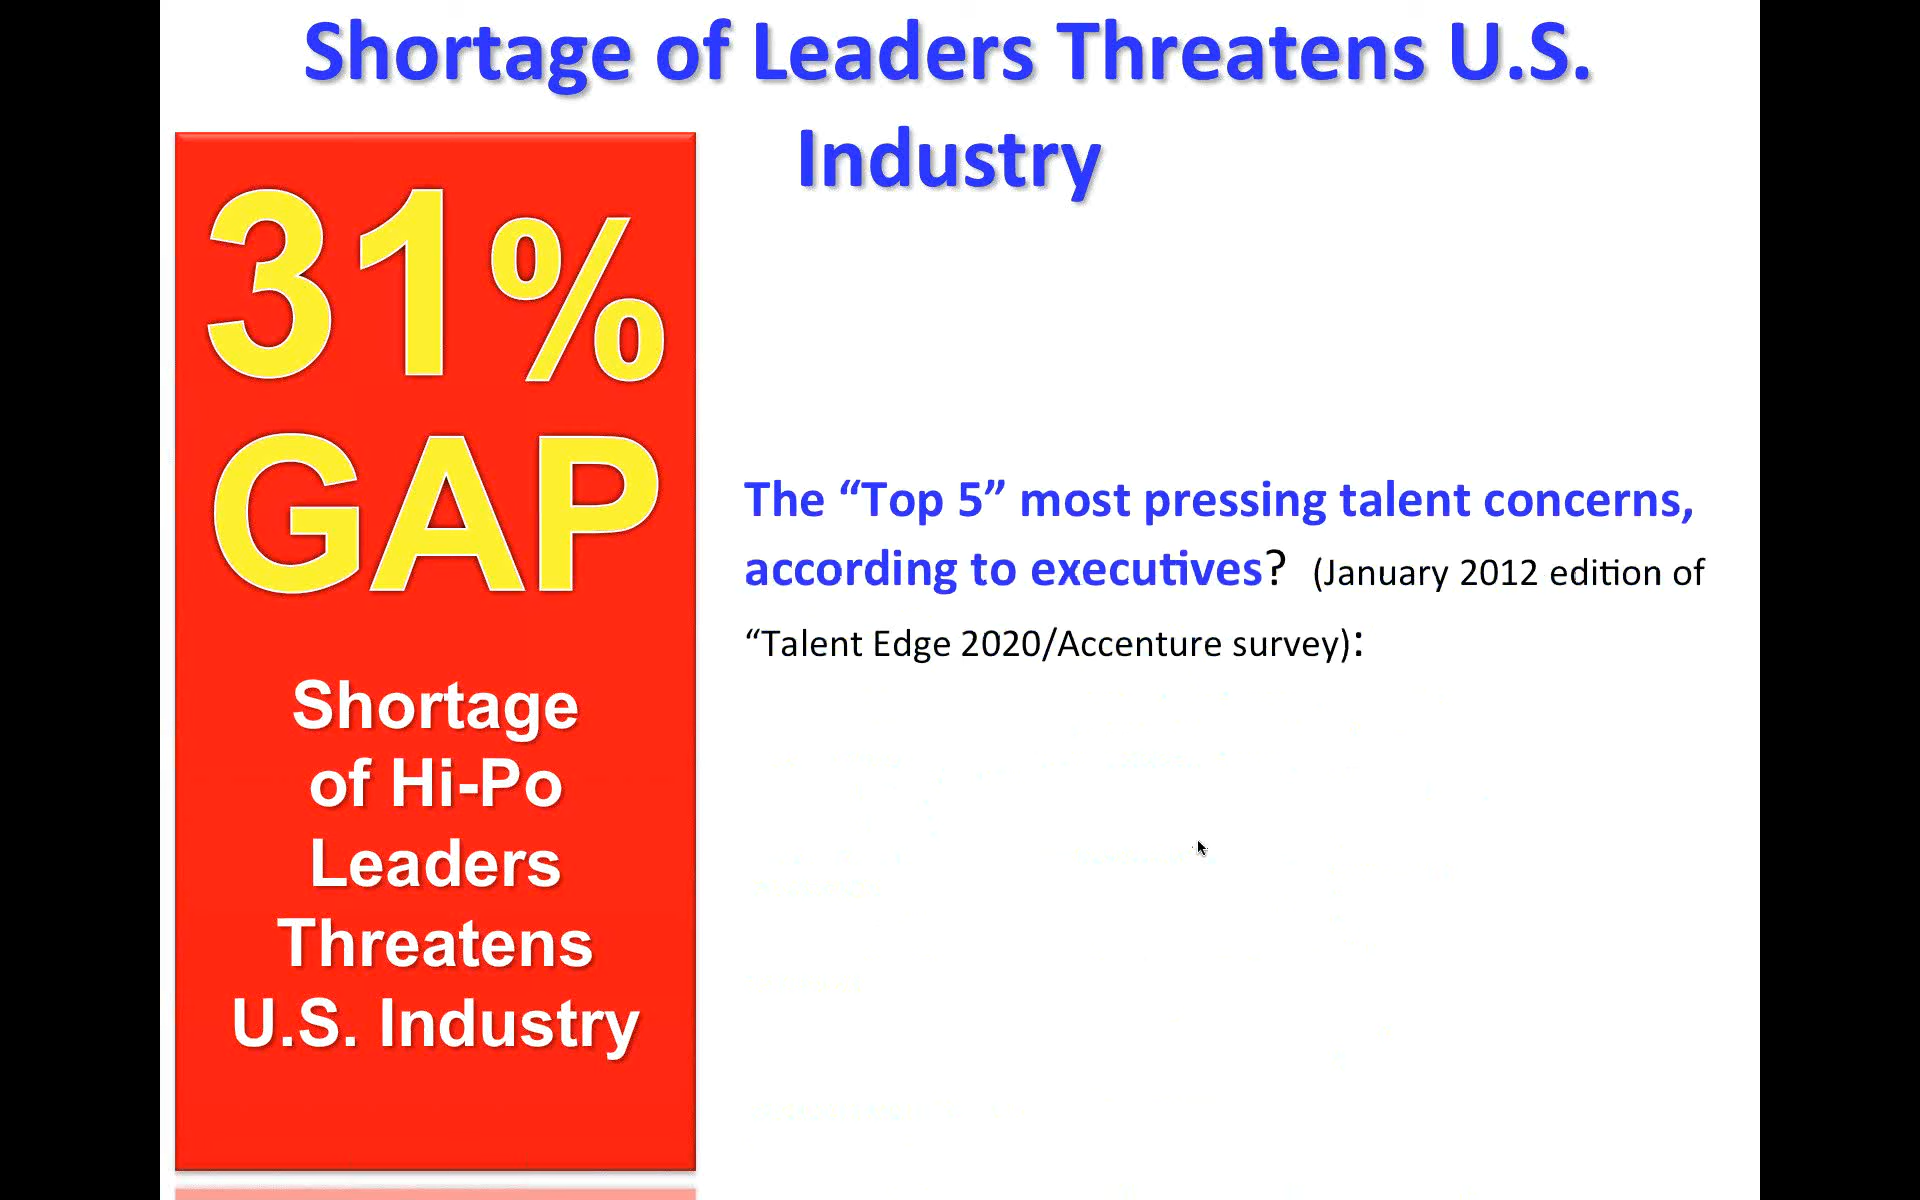 Shortage of Leaders Threatens U.S.
Industry
31%
GAP
Shortage
of Hi-Po
Leaders
Threatens
U.S. Industry
The “Top 5” most pressing talent concerns,
according to executives? (January 2012 edition of
“Talent Edge 2020/Accenture survey):